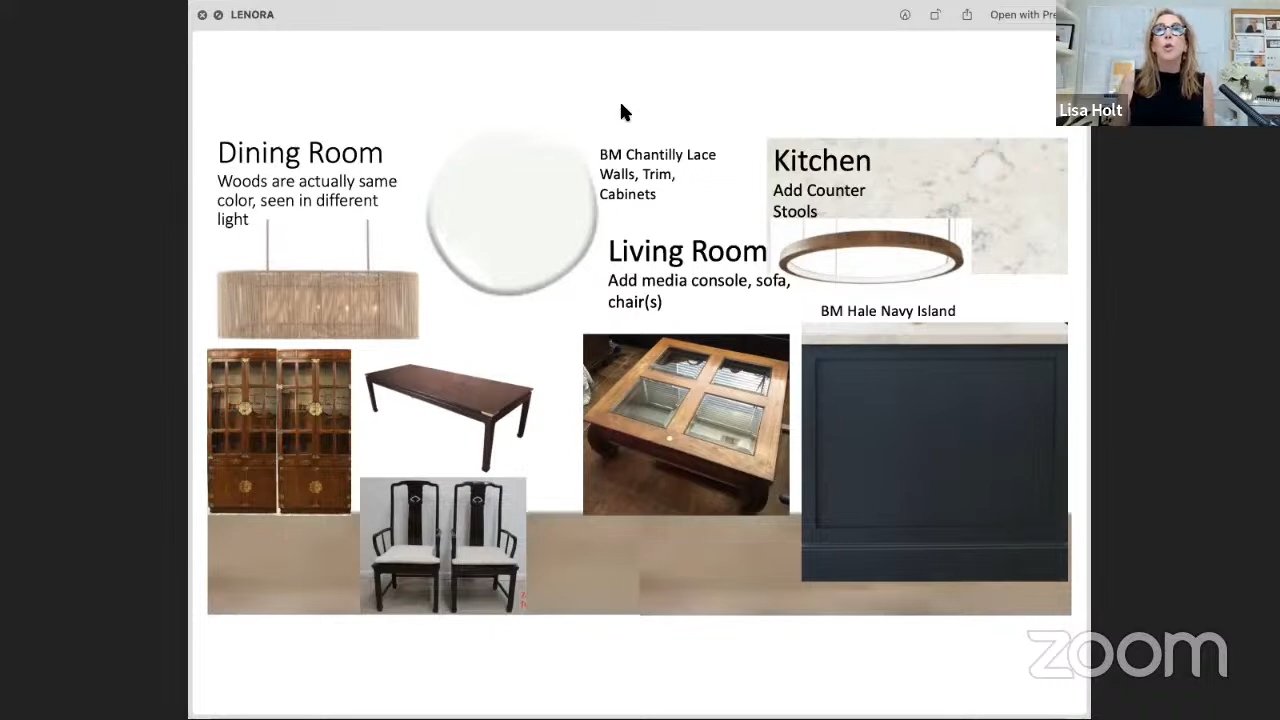 LENORA
Open with Pre
Lisa Holt
Dining Room
Woods are actually same
color, seen in different
light
BM Chantilly Lace
Walls, Trim,
Cabinets
Kitchen
Add Counter
Stools
Living Room
Add media console, sofa,
chair(s)
BM Hale Navy Island
zoom